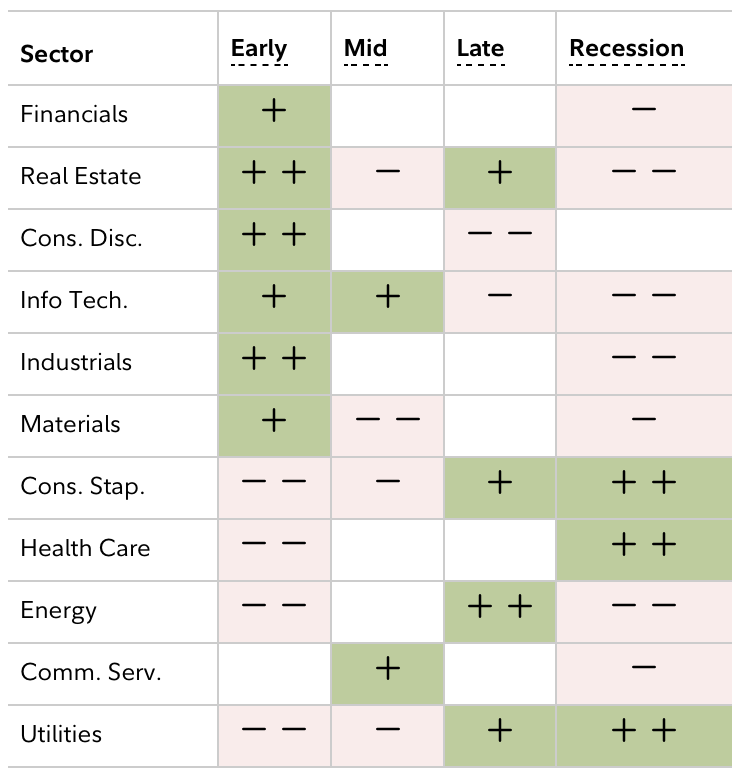 Sector Early Mid Late Recession
Financials + −
Real Estate + + − + − −
Cons. Disc. + + − −
Info Tech. + + − − −
Industrials + + − −
Materials + − − −
Cons. Stap. − − − + + +
Health Care − − + +
Energy − − + + − −
Comm. Serv. + −
Utilities − − − + + +